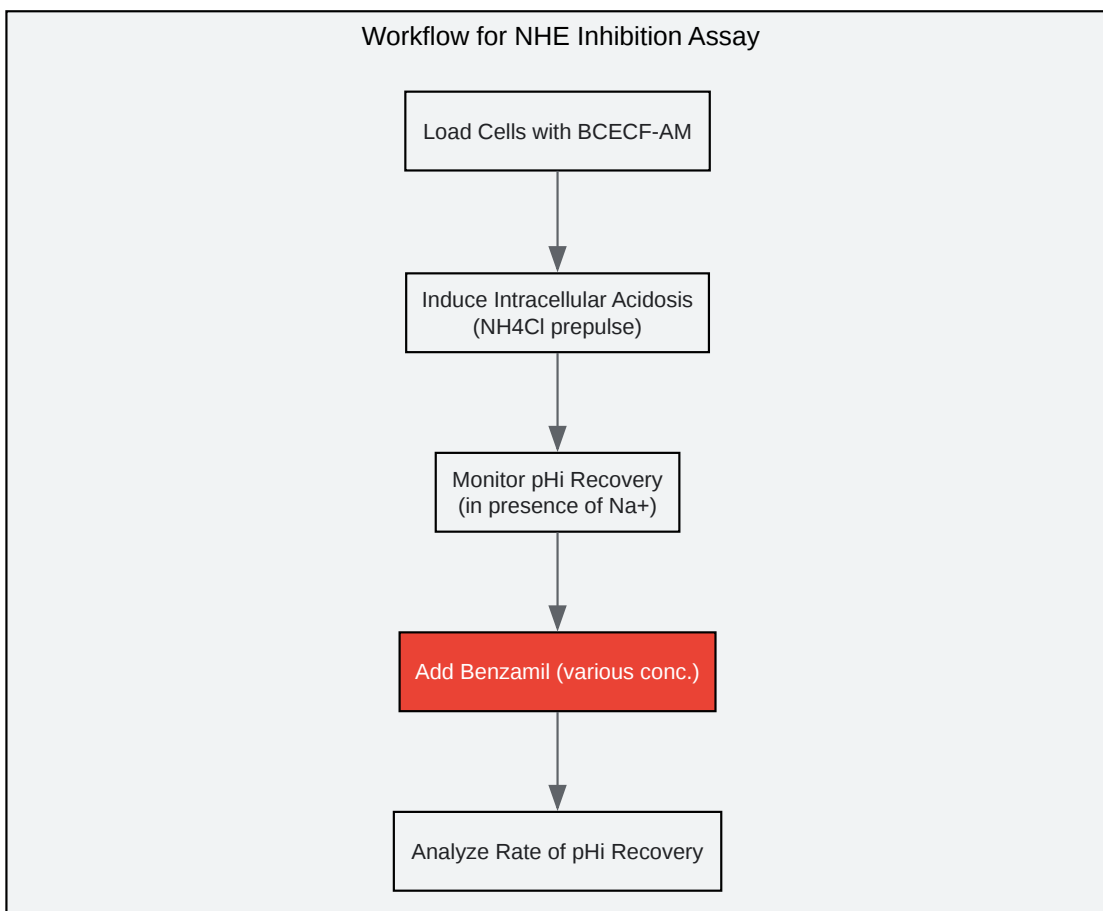 Workflow for NHE Inhibition Assay
Load Cells with BCECF-AM
Induce Intracellular Acidosis
(NH4Cl prepulse)
Monitor pHi Recovery
(in presence of Na+)
Add Benzamil (various conc.)
Analyze Rate of pHi Recovery